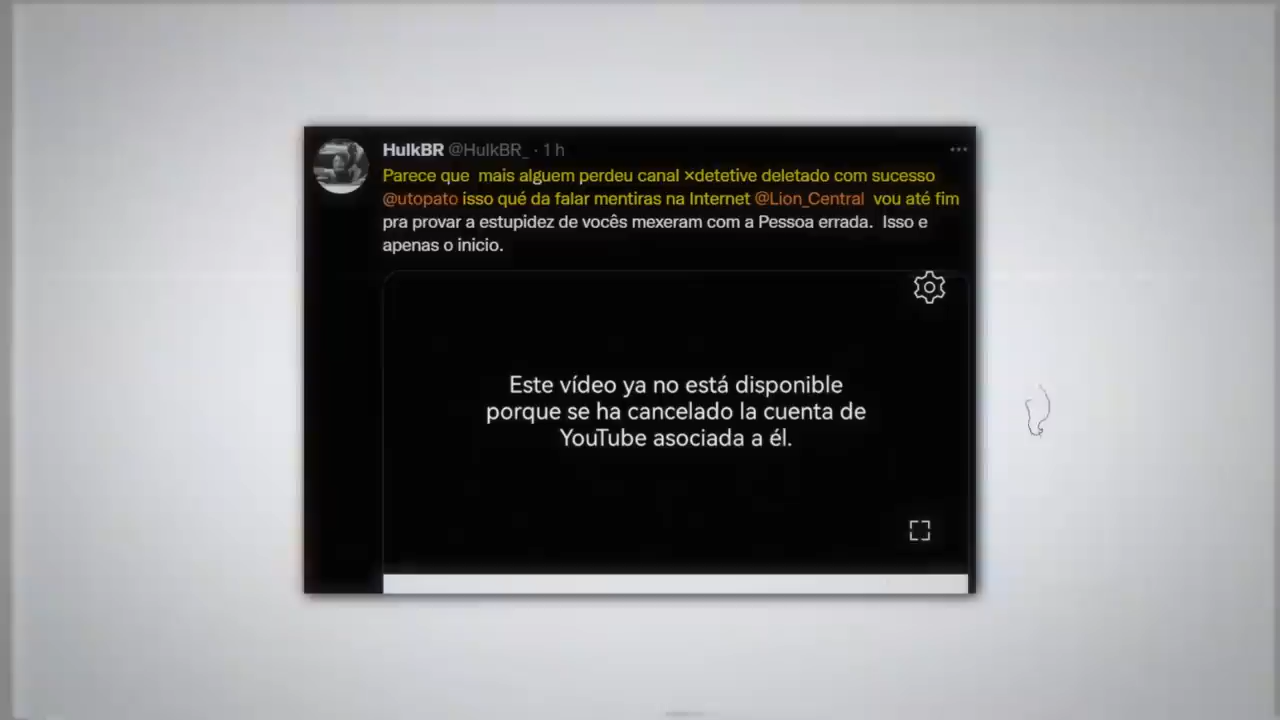 HulkBR @HulkBR_ · 1 h
Parece que mais alguem perdeu canal ×detetive deletado com sucesso
@utopato isso qué da falar mentiras na Internet @Lion_Central vou até fim
pra provar a estupidez de vocês mexeram com a Pessoa errada. Isso e
apenas o inicio.
Este vídeo ya no está disponible
porque se ha cancelado la cuenta de
YouTube asociada a él.